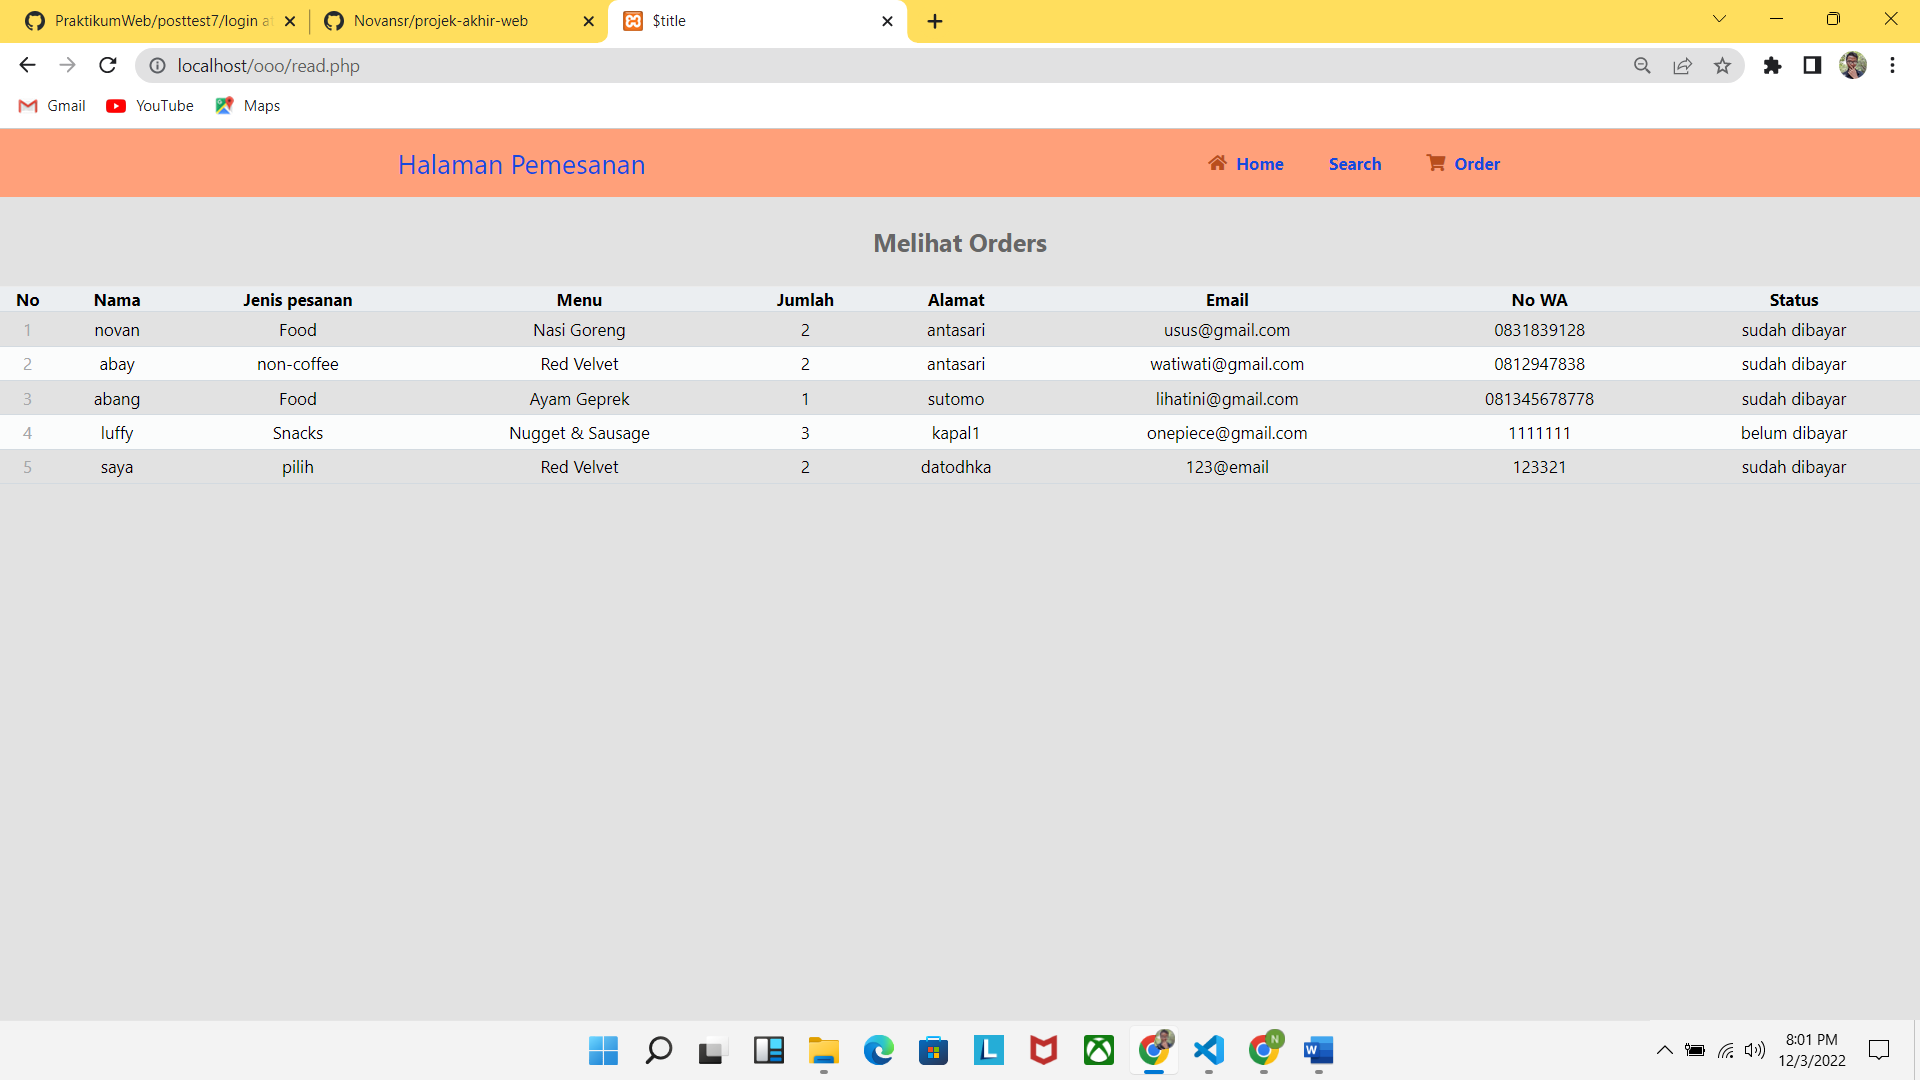 PraktikumWeb/posttest7/login at
Novansr/projek-akhir-web
$title
localhost/ooo/read.php
Gmail YouTube Maps
Halaman Pemesanan Home Search Order
Melihat Orders
No Nama Jenis pesanan Menu Jumlah Alamat Email No WA Status
1 novan Food Nasi Goreng 2 antasari usus@gmail.com 0831839128 sudah dibayar
2 abay non-coffee Red Velvet 2 antasari watiwati@gmail.com 0812947838 sudah dibayar
3 abang Food Ayam Geprek 1 sutomo lihatini@gmail.com 081345678778 sudah dibayar
4 luffy Snacks Nugget & Sausage 3 kapal1 onepiece@gmail.com 1111111 belum dibayar
5 saya pilih Red Velvet 2 datodhka 123@email 123321 sudah dibayar
L
N
W
8:01 PM
12/3/2022